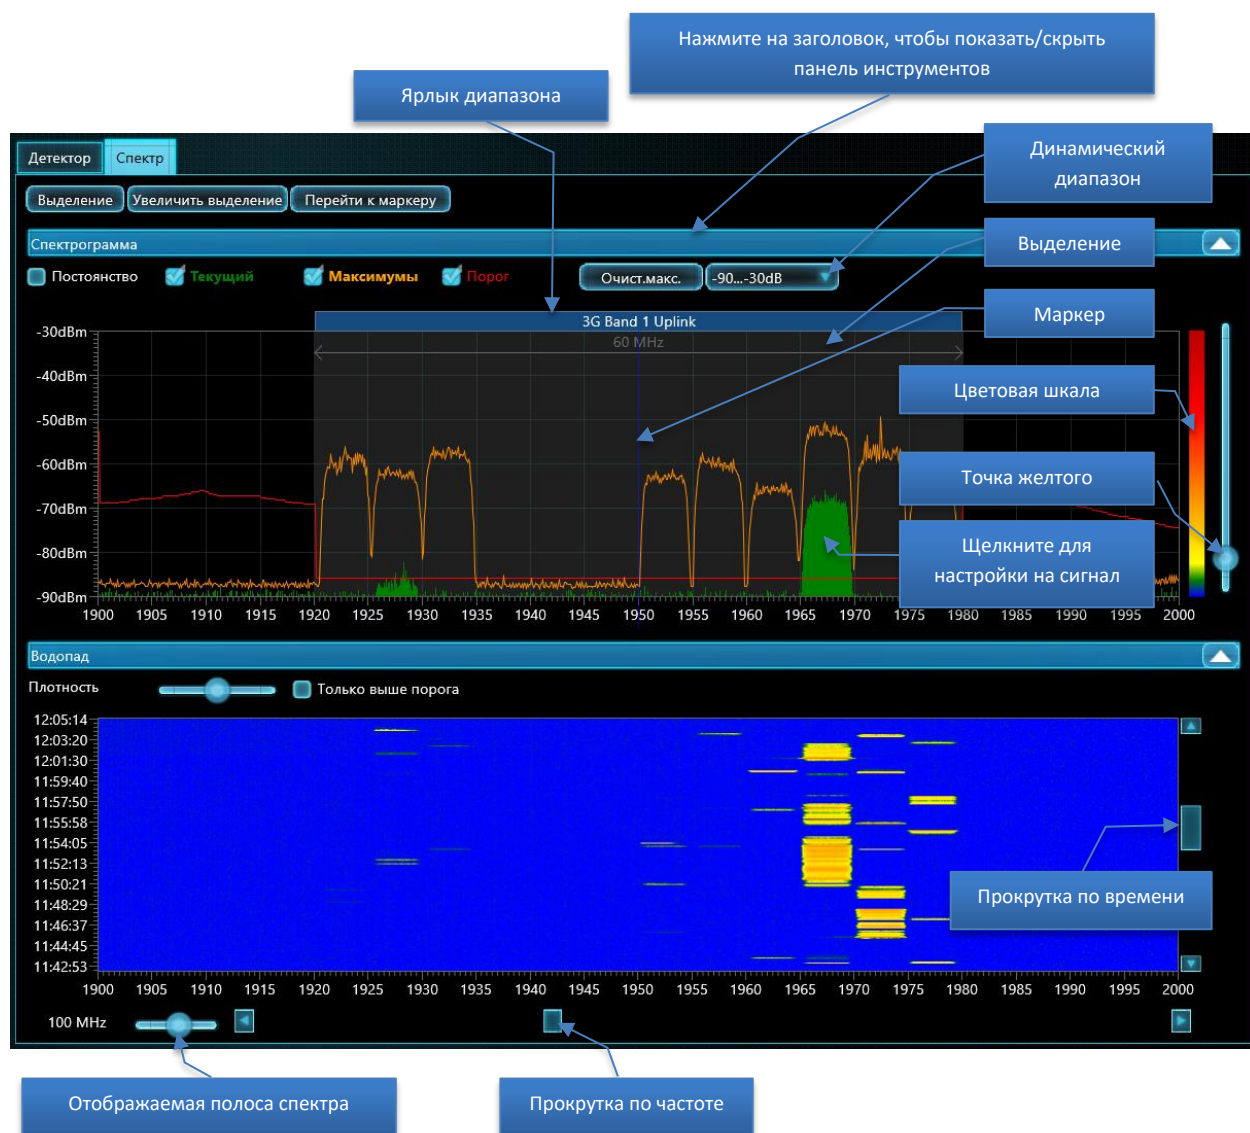 Нажмите на заголовок, чтобы показать/скрыть
панель инструментов
Ярлык диапазона
Динамический
диапазон
Детектор
Спектр
Выделение
Увеличить выделение
Перейти к маркеру
Выделение
Спектрограмма
Постоянство
Текущий
Максимумы
Порог
Очист.макс.
-90...-30dB
Маркер
3G Band 1 Uplink
60 MHz
-30dBm
-40dBm
-50dBm
-60dBm
-70dBm
-80dBm
-90dBm
Цветовая шкала
Точка желтого
Щелкните для
настройки на сигнал
1900 1905 1910 1915 1920 1925 1930 1935 1940 1945 1950 1955 1960 1965 1970 1975 1980 1985 1990 1995 2000
Водопад
Плотность
Только выше порога
12:05:14
12:03:20
12:01:30
11:59:40
11:57:50
11:55:58
11:54:05
11:52:13
11:50:21
11:48:29
11:46:37
11:44:45
11:42:53
Прокрутка по времени
1900 1905 1910 1915 1920 1925 1930 1935 1940 1945 1950 1955 1960 1965 1970 1975 1980 1985 1990 1995 2000
100 MHz
Отображаемая полоса спектра
Прокрутка по частоте